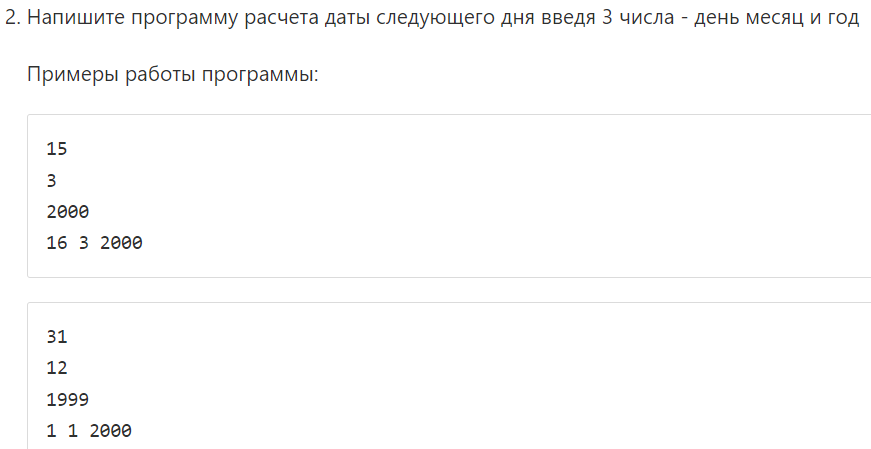 2. Напишите программу расчета даты следующего дня введя 3 числа - день месяц и год
Примеры работы программы:
15
3
2000
16 3 2000
31
12
1999
1 1 2000